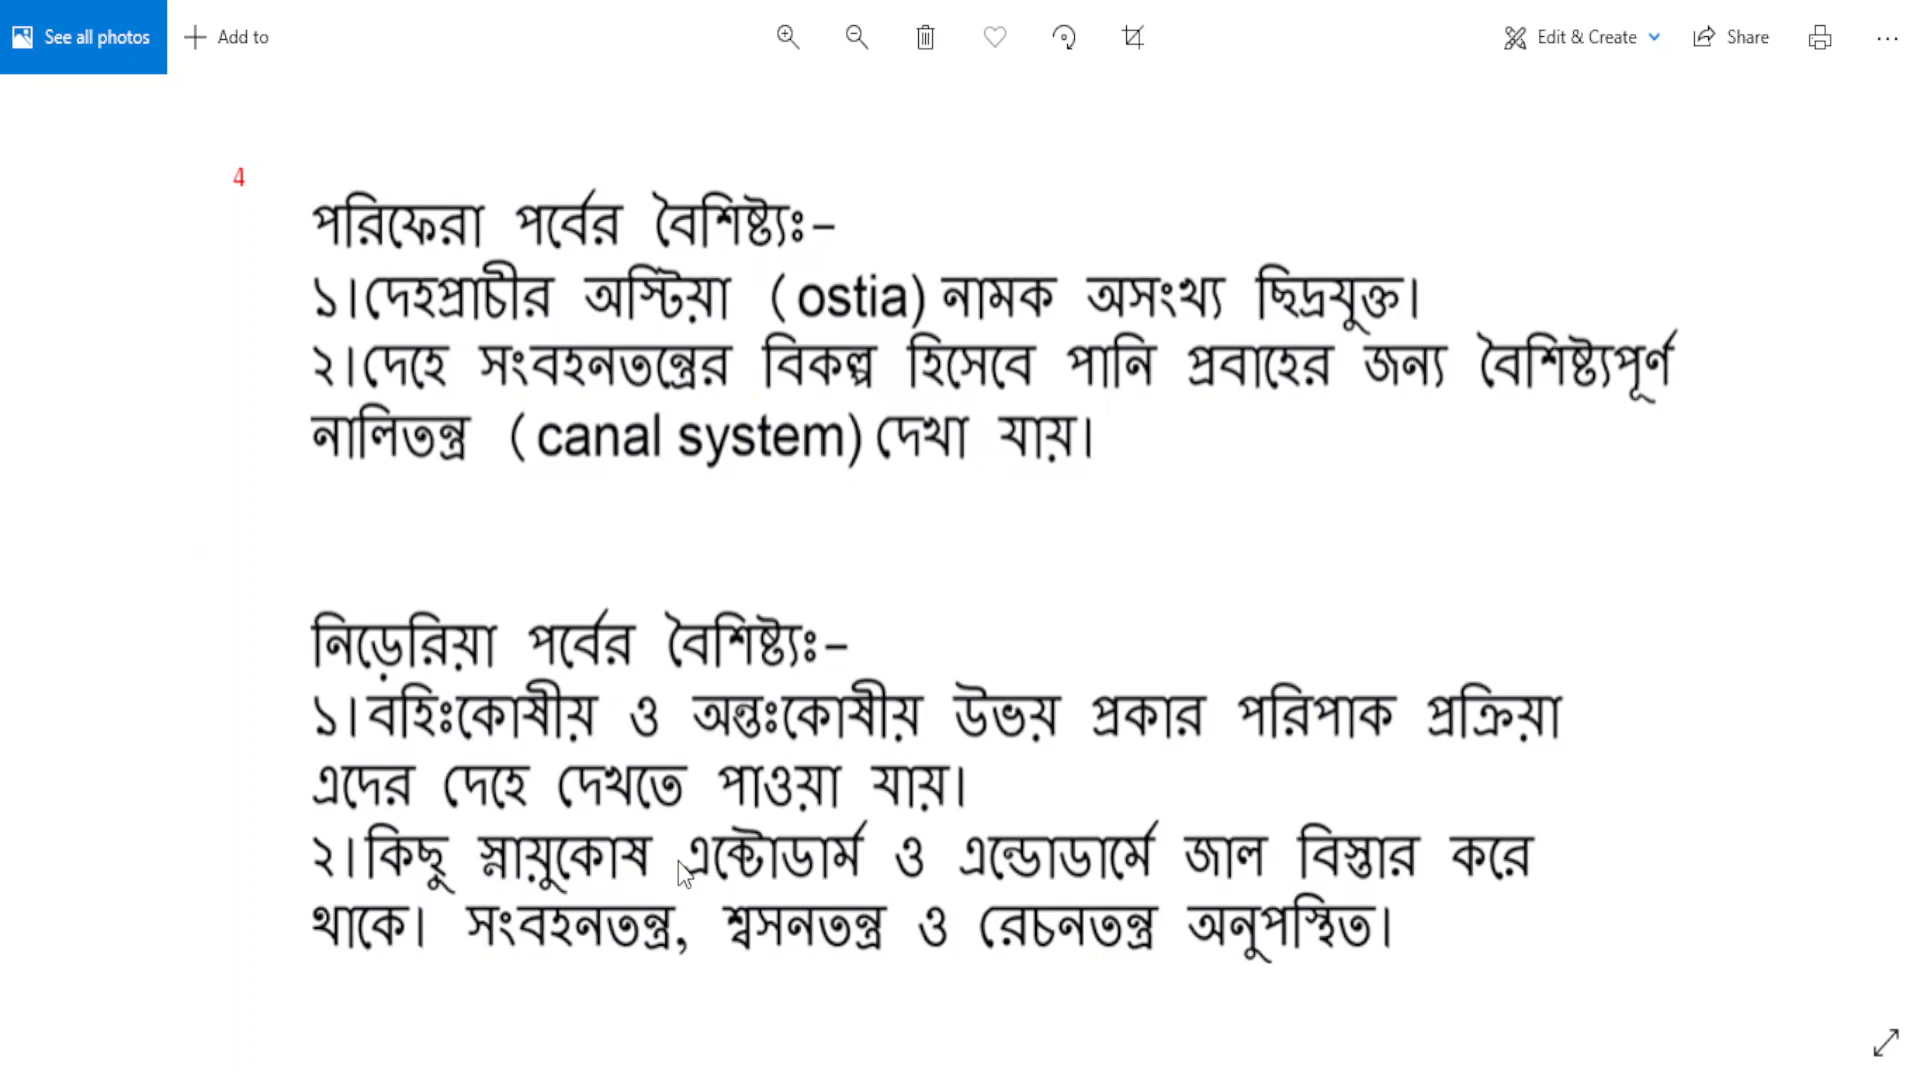 See all photos
Add to
Edit & Create
Share
4
পরিফেরা পর্বের বৈশিষ্ট্যঃ-
১।দেহপ্রাচীর অস্টিয়া (ostia) নামক অসংখ্য ছিদ্রযুক্ত।
২।দেহে সংবহনতন্ত্রের বিকল্প হিসেবে পানি প্রবাহের জন্য বৈশিষ্ট্যপূর্ণ
নালিতন্ত্র (canal system) দেখা যায়।
নিড়েরিয়া পর্বের বৈশিষ্ট্যঃ-
১।বহিঃকোষীয় ও অন্তঃকোষীয় উভয় প্রকার পরিপাক প্রক্রিয়া
এদের দেহে দেখতে পাওয়া যায়।
২।কিছু স্নায়ুকোষ এক্টোডার্ম ও এন্ডোডার্মে জাল বিস্তার করে
থাকে। সংবহনতন্ত্র, শ্বসনতন্ত্র ও রেচনতন্ত্র অনুপস্থিত।